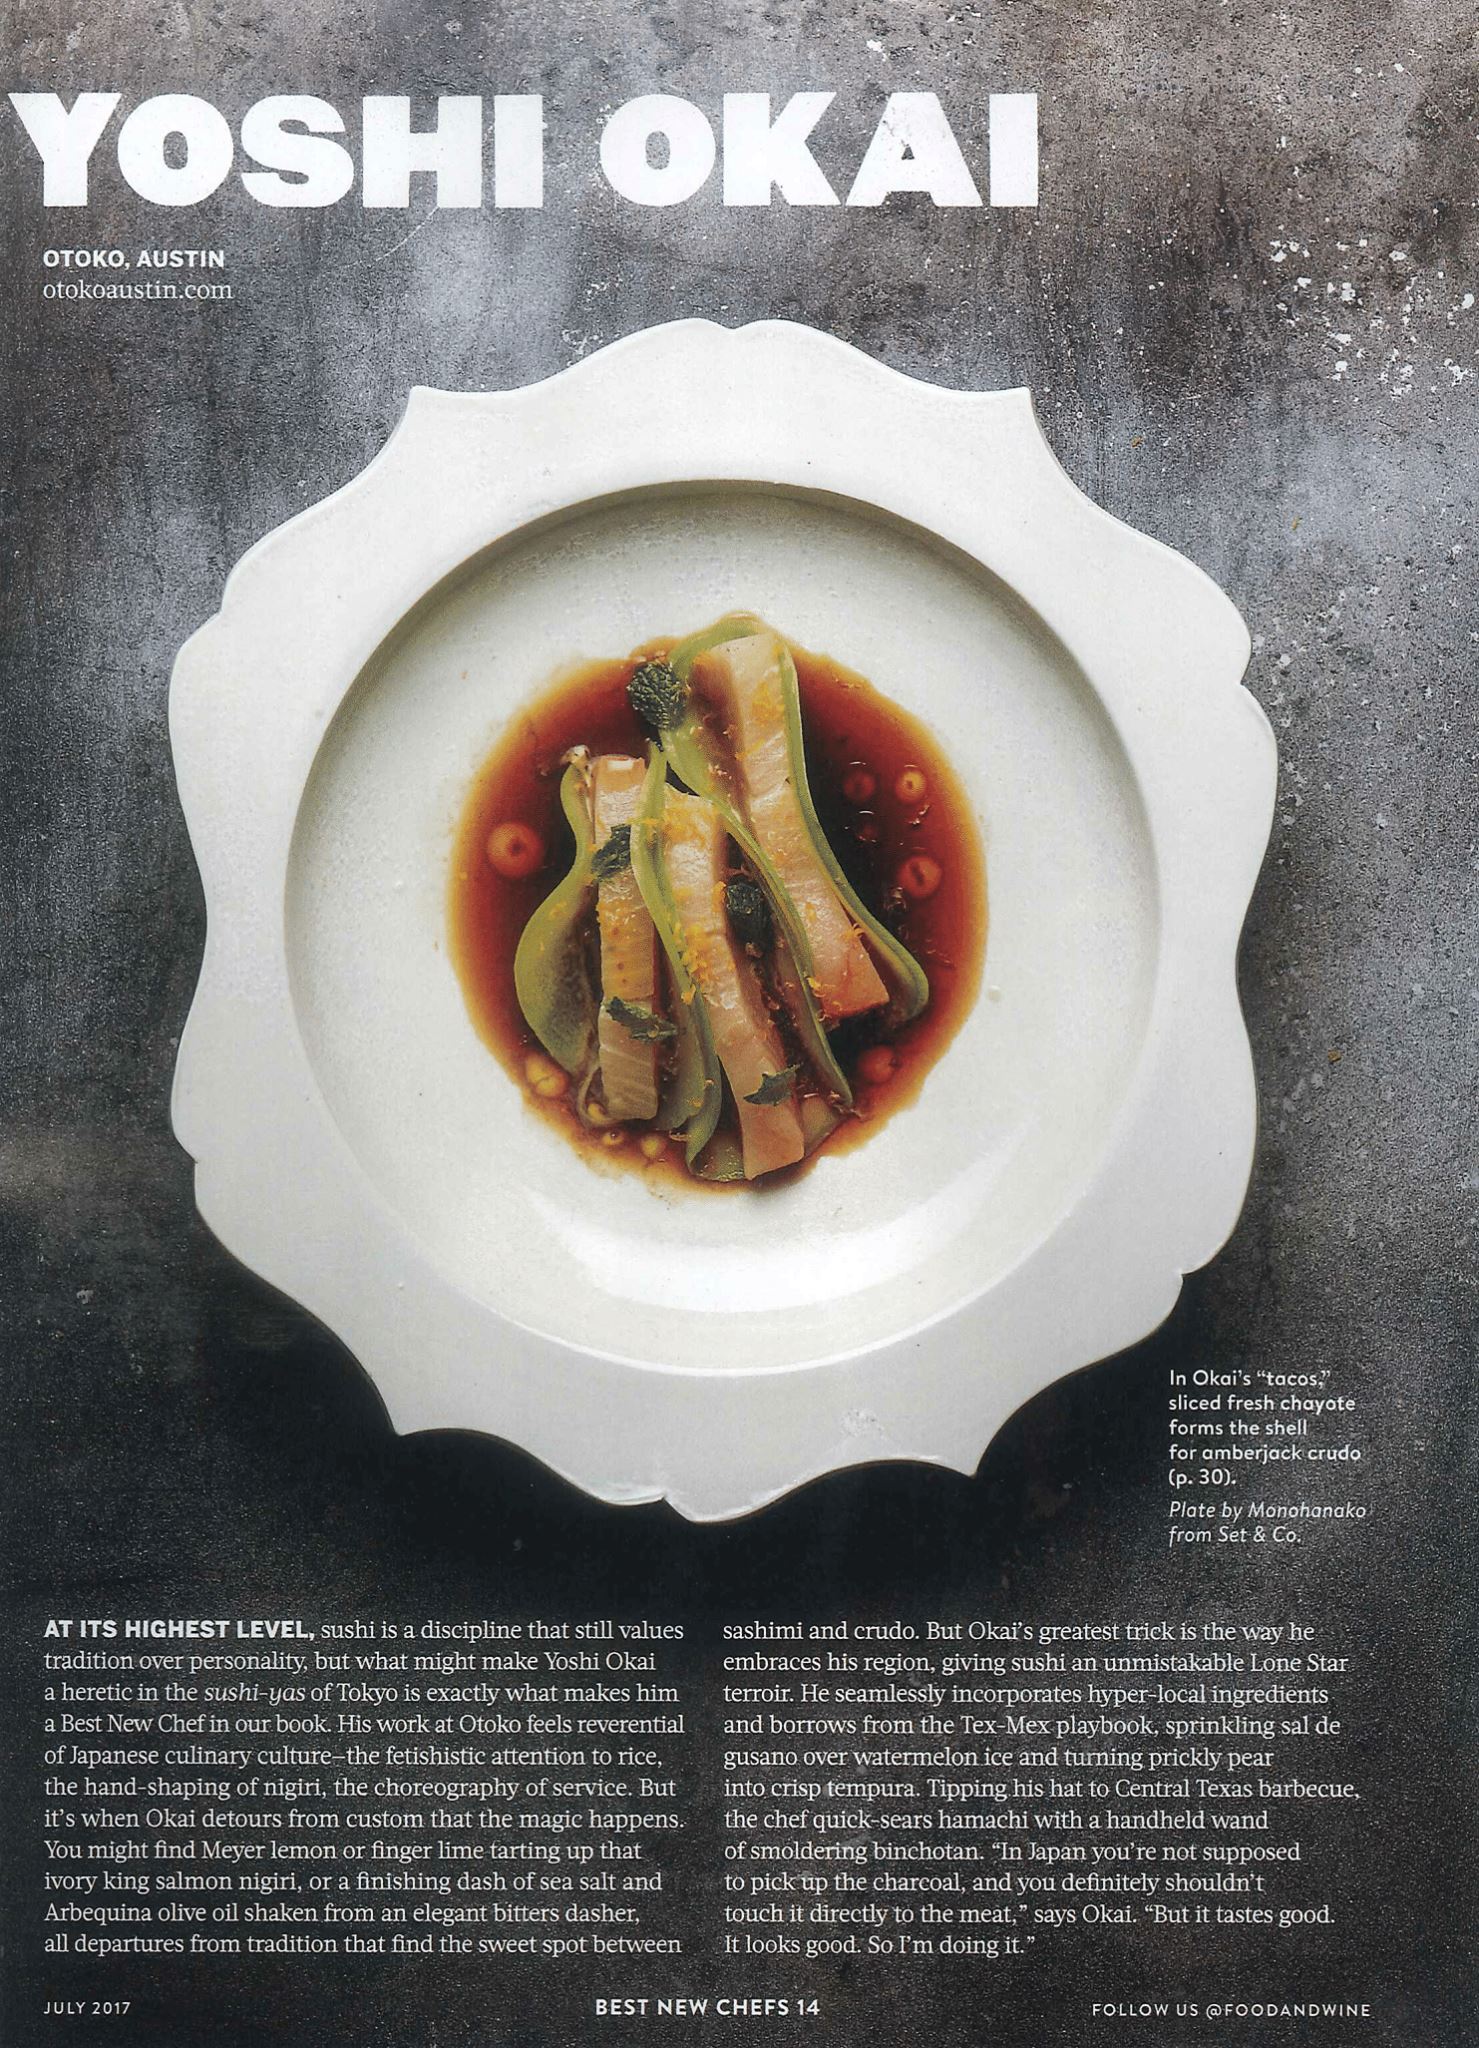 YOSHI OKAI
OTOKO, AUSTIN
otokoaustin.com
In Okai's “tacos,”
sliced fresh chayote
forms the shell
for amberjack crudo
(p. 30).
Plate by Monohanako
from Set & Co.
AT ITS HIGHEST LEVEL, sushi is a discipline that still values
tradition over personality, but what might make Yoshi Okai
a heretic in the sushi-yas of Tokyo is exactly what makes him
a Best New Chef in our book. His work at Otoko feels reverential
of Japanese culinary culture—the fetishistic attention to rice,
the hand-shaping of nigiri, the choreography of service. But
it's when Okai detours from custom that the magic happens.
You might find Meyer lemon or finger lime tarting up that
ivory king salmon nigiri, or a finishing dash of sea salt and
Arbequina olive oil shaken from an elegant bitters dasher,
all departures from tradition that find the sweet spot between
sashimi and crudo. But Okai's greatest trick is the way he
embraces his region, giving sushi an unmistakable Lone Star
terroir. He seamlessly incorporates hyper-local ingredients
and borrows from the Tex-Mex playbook, sprinkling sal de
gusano over watermelon ice and turning prickly pear
into crisp tempura. Tipping his hat to Central Texas barbecue,
the chef quick-sears hamachi with a handheld wand
of smoldering binchotan. “In Japan you're not supposed
to pick up the charcoal, and you definitely shouldn't
touch it directly to the meat,” says Okai. “But it tastes good.
It looks good. So I'm doing it.”
JULY 2017
BEST NEW CHEFS 14
FOLLOW US @FOODANDWINE